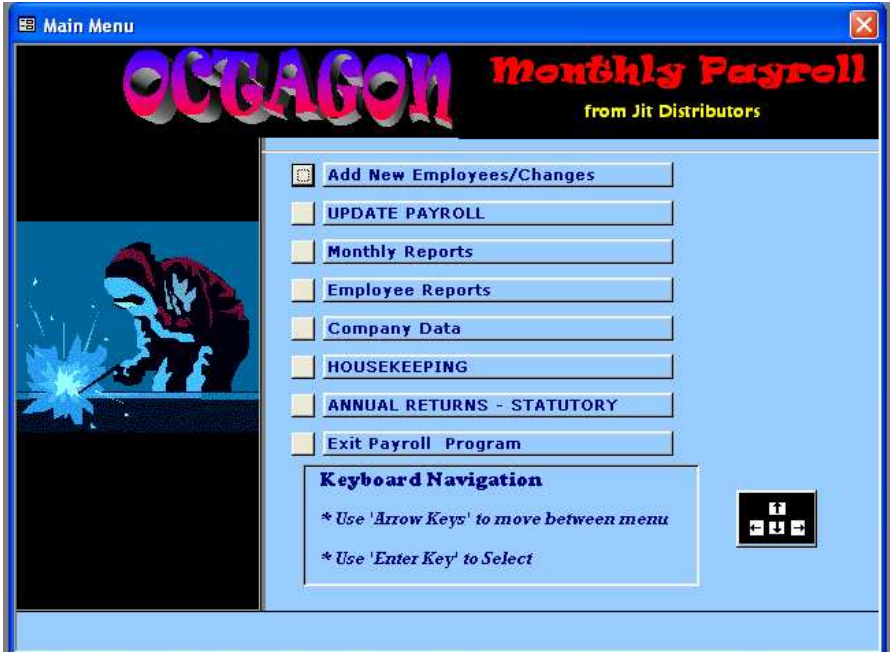 Main Menu
OCTAGON
Monthly Payroll
from Jit Distributors
Add New Employees/Changes
UPDATE PAYROLL
Monthly Reports
Employee Reports
Company Data
HOUSEKEEPING
ANNUAL RETURNS - STATUTORY
Exit Payroll Program
Keyboard Navigation
* Use 'Arrow Keys' to move between menu
* Use 'Enter Key' to Select